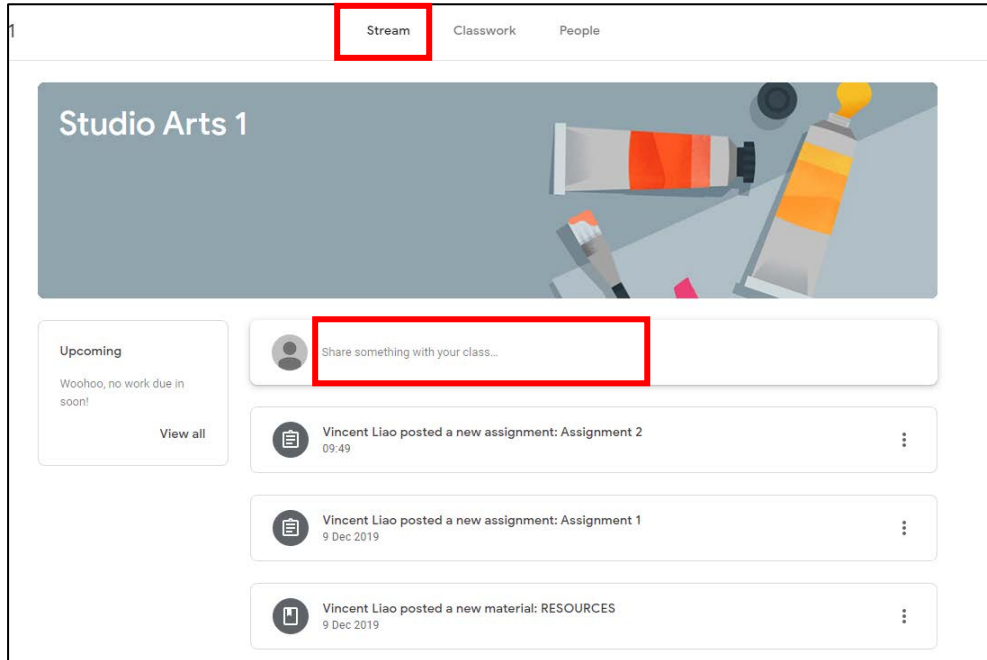 1
Stream Classwork People
Studio Arts 1
Upcoming
Woohoo, no work due in
soon!
View all
Share something with your class...
Vincent Liao posted a new assignment: Assignment 2
09:49
Vincent Liao posted a new assignment: Assignment 1
9 Dec 2019
Vincent Liao posted a new material: RESOURCES
9 Dec 2019